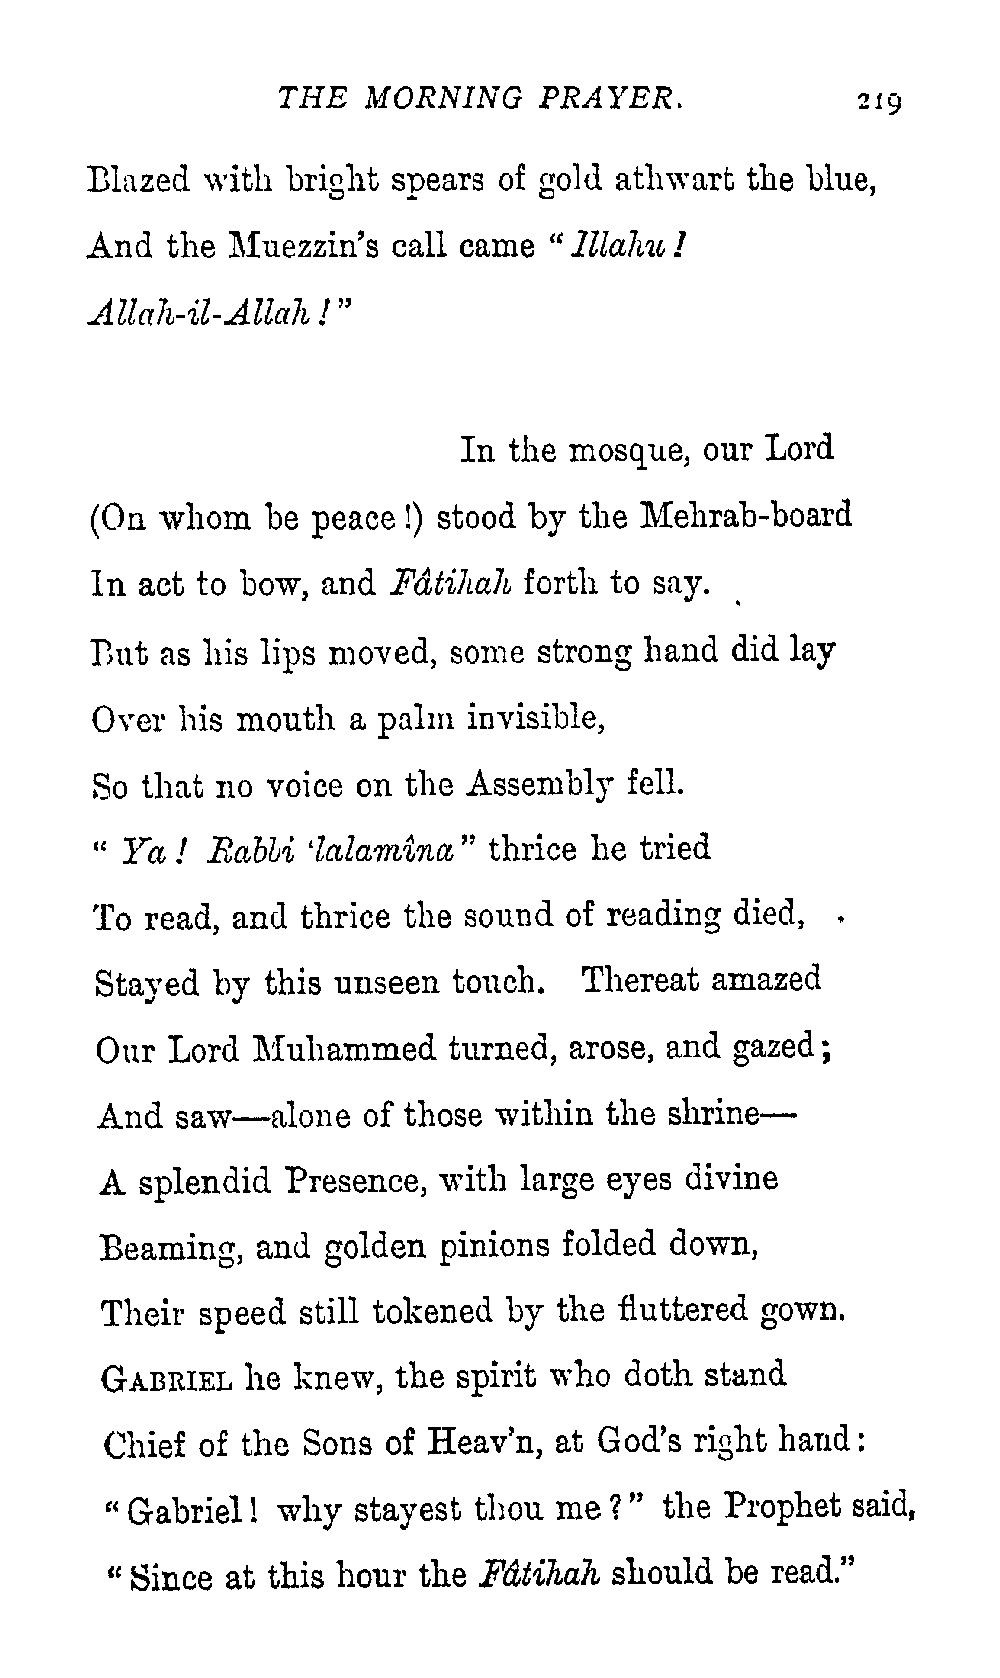 THE MORNING PRAYER. 219
Blazed with bright spears of gold athwart the blue,
And the Muezzin's call came "Illahu!
Allah-il-Allah!"
In the mosque, our Lord
(On whom be peace!) stood by the Mehrab-board
In act to bow, and Fâtihah forth to say.
But as his lips moved, some strong hand did lay
Over his mouth a palm invisible,
So that no voice on the Assembly fell.
"Ya! Rabbi 'lalamîna" thrice he tried
To read, and thrice the sound of reading died,
Stayed by this unseen touch. Thereat amazed
Our Lord Muhammed turned, arose, and gazed;
And saw—alone of those within the shrine—
A splendid Presence, with large eyes divine
Beaming, and golden pinions folded down,
Their speed still tokened by the fluttered gown.
GABRIEL he knew, the spirit who doth stand
Chief of the Sons of Heav'n, at God's right hand:
"Gabriel! why stayest thou me?" the Prophet said,
"Since at this hour the Fâtihah should be read."